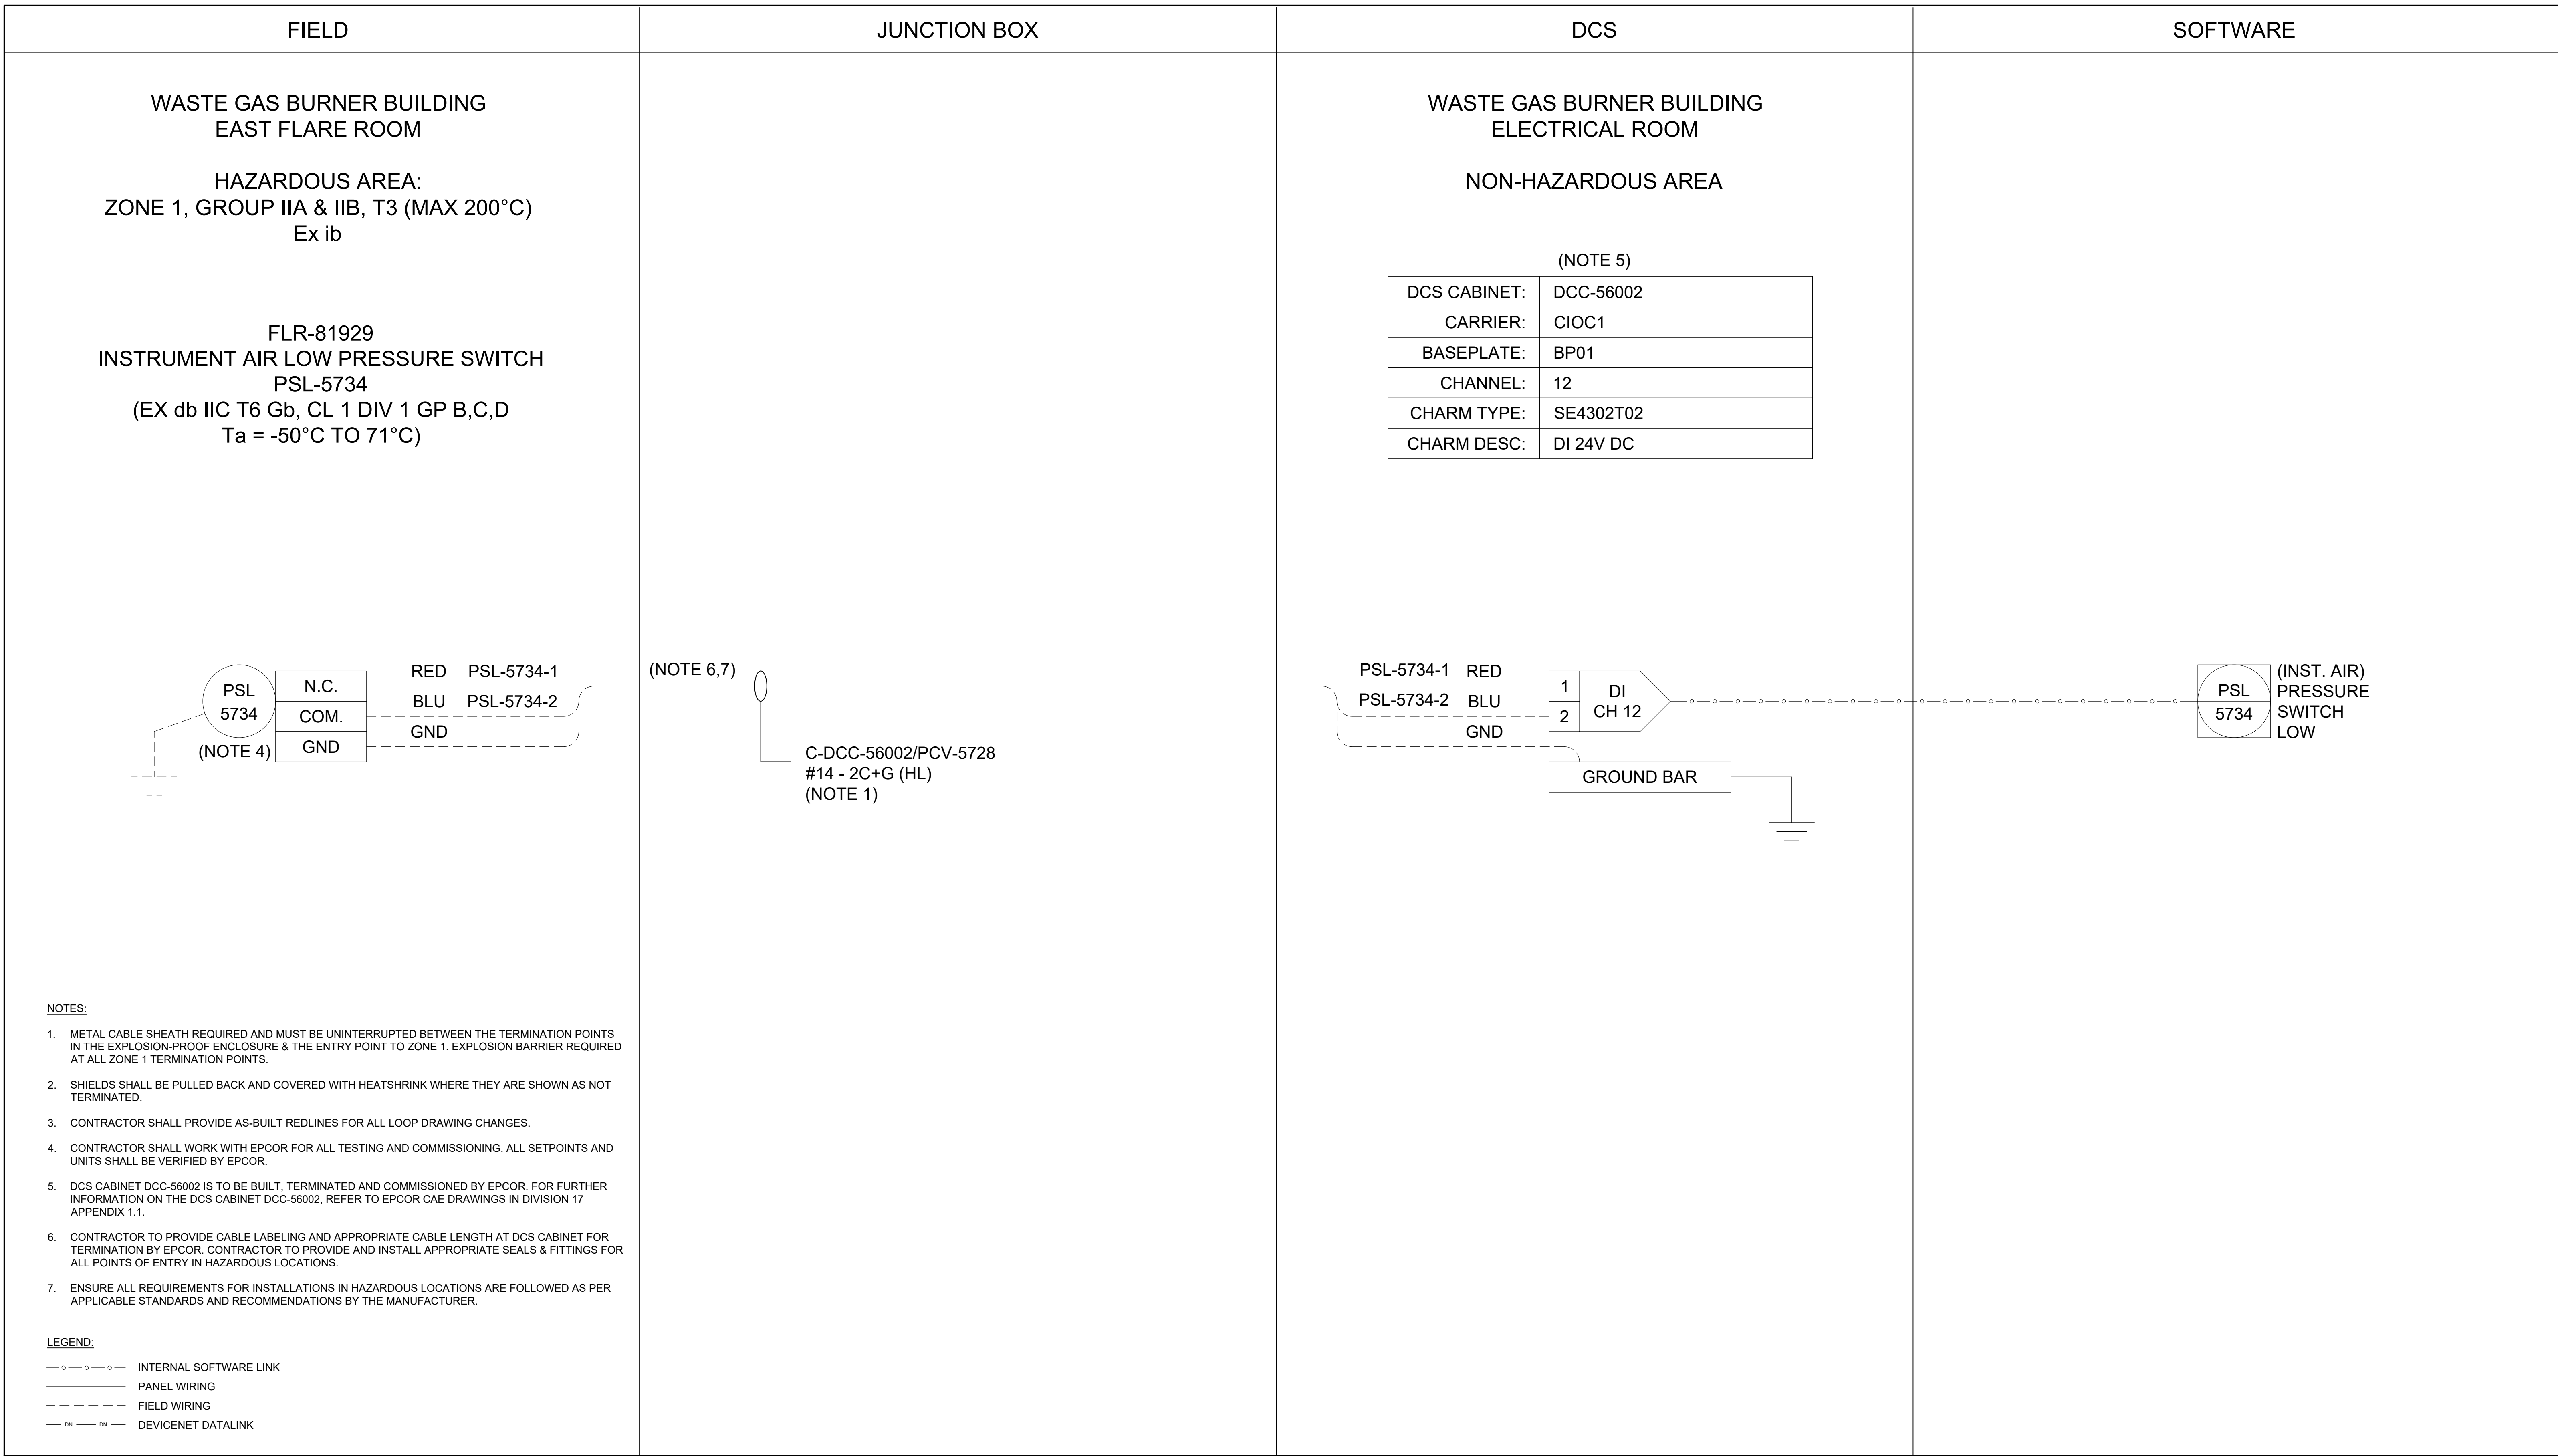 FIELD
JUNCTION BOX
DCS
SOFTWARE
WASTE GAS BURNER BUILDING
EAST FLARE ROOM
HAZARDOUS AREA:
ZONE 1, GROUP IIA & IIB, T3 (MAX 200°C)
Ex ib
FLR-81929
INSTRUMENT AIR LOW PRESSURE SWITCH
PSL-5734
(EX db IIC T6 Gb, CL 1 DIV 1 GP B,C,D
Ta = -50°C TO 71°C)
WASTE GAS BURNER BUILDING
ELECTRICAL ROOM
NON-HAZARDOUS AREA
(NOTE 5)
DCS CABINET: DCC-56002
CARRIER: CIOC1
BASEPLATE: BP01
CHANNEL: 12
CHARM TYPE: SE4302T02
CHARM DESC: DI 24V DC
PSL
5734
(NOTE 4)
N.C.
COM.
GND
RED PSL-5734-1
BLU PSL-5734-2
GND
(NOTE 6,7)
C-DCC-56002/PCV-5728
#14 - 2C+G (HL)
(NOTE 1)
PSL-5734-1 RED
PSL-5734-2 BLU
GND
1
2
DI
CH 12
GROUND BAR
PSL
5734
(INST. AIR)
PRESSURE
SWITCH
LOW
NOTES:
1. METAL CABLE SHEATH REQUIRED AND MUST BE UNINTERRUPTED BETWEEN THE TERMINATION POINTS
IN THE EXPLOSION-PROOF ENCLOSURE & THE ENTRY POINT TO ZONE 1. EXPLOSION BARRIER REQUIRED
AT ALL ZONE 1 TERMINATION POINTS.
2. SHIELDS SHALL BE PULLED BACK AND COVERED WITH HEATSHRINK WHERE THEY ARE SHOWN AS NOT
TERMINATED.
3. CONTRACTOR SHALL PROVIDE AS-BUILT REDLINES FOR ALL LOOP DRAWING CHANGES.
4. CONTRACTOR SHALL WORK WITH EPCOR FOR ALL TESTING AND COMMISSIONING. ALL SETPOINTS AND
UNITS SHALL BE VERIFIED BY EPCOR.
5. DCS CABINET DCC-56002 IS TO BE BUILT, TERMINATED AND COMMISSIONED BY EPCOR. FOR FURTHER
INFORMATION ON THE DCS CABINET DCC-56002, REFER TO EPCOR CAE DRAWINGS IN DIVISION 17
APPENDIX 1.1.
6. CONTRACTOR TO PROVIDE CABLE LABELING AND APPROPRIATE CABLE LENGTH AT DCS CABINET FOR
TERMINATION BY EPCOR. CONTRACTOR TO PROVIDE AND INSTALL APPROPRIATE SEALS & FITTINGS FOR
ALL POINTS OF ENTRY IN HAZARDOUS LOCATIONS.
7. ENSURE ALL REQUIREMENTS FOR INSTALLATIONS IN HAZARDOUS LOCATIONS ARE FOLLOWED AS PER
APPLICABLE STANDARDS AND RECOMMENDATIONS BY THE MANUFACTURER.
LEGEND:
INTERNAL SOFTWARE LINK
PANEL WIRING
FIELD WIRING
DN DN DEVICENET DATALINK